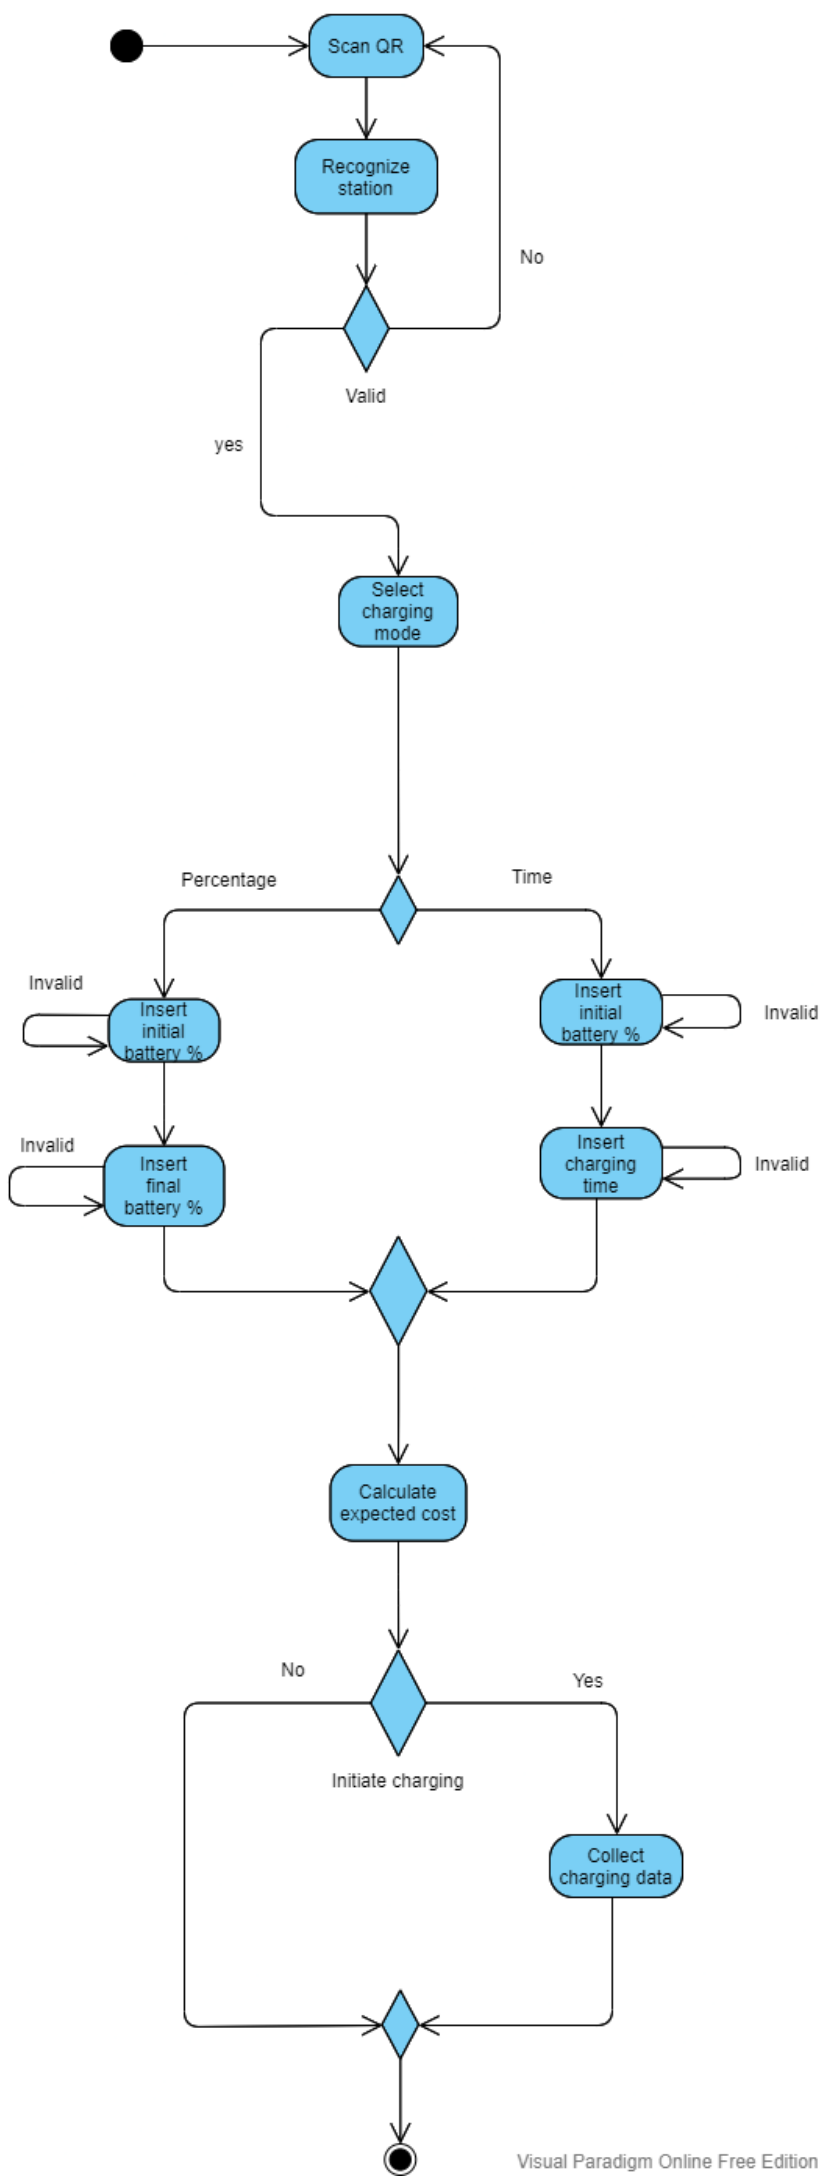 Scan QR
Recognize
station
No
Valid
yes
Select
charging
mode
Percentage
Time
Invalid
Insert
initial
battery %
Insert
initial
battery %
Invalid
Invalid
Insert
final
battery %
Insert
charging
time
Invalid
Calculate
expected cost
No
Yes
Initiate charging
Collect
charging data
Visual Paradigm Online Free Edition